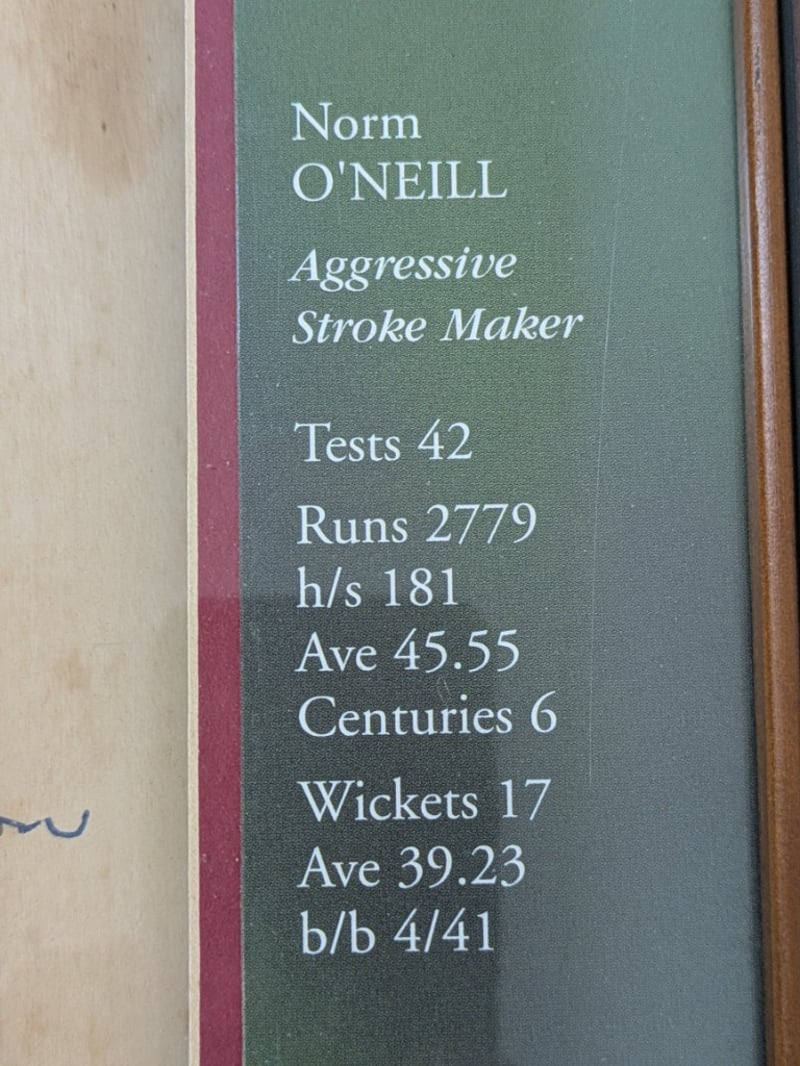 Norm
O'NEILL
Aggressive
Stroke Maker
Tests 42
Runs 2779
h/s 181
Ave 45.55
Centuries 6
Wickets 17
Ave 39.23
b/b 4/41